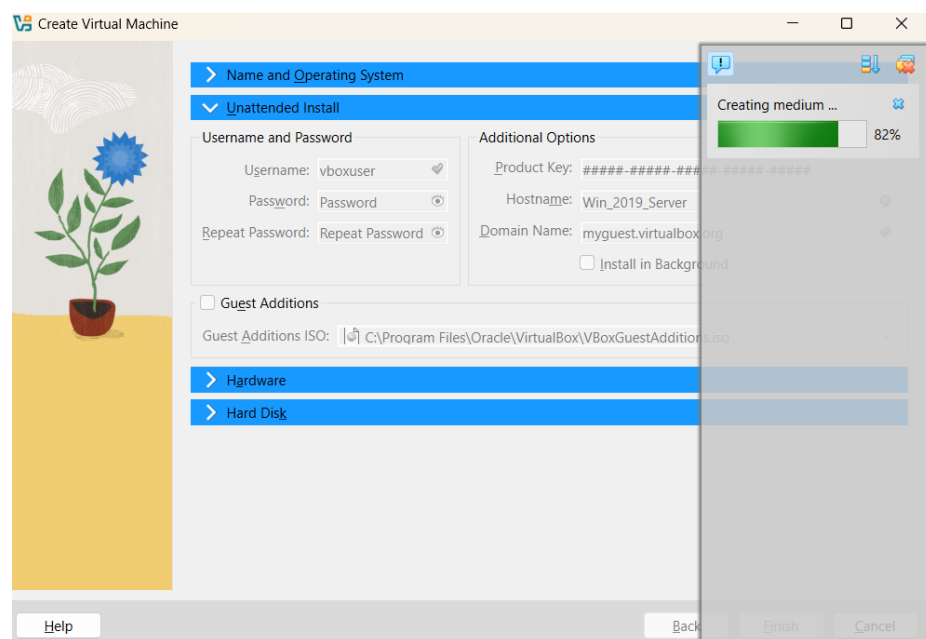 Create Virtual Machine
Name and Operating System
Unattended Install
Creating medium ...
82%
Username and Password
Additional Options
Username: vboxuser
Product Key: #####-#####-#####-#####-#####
Password: Password
Hostname: Win_2019_Server
Repeat Password: Repeat Password
Domain Name: myguest.virtualbox.org
Install in Background
Guest Additions
Guest Additions ISO: C:\Program Files\Oracle\VirtualBox\VBoxGuestAdditions.iso
Hardware
Hard Disk
Help
Back
Finish
Cancel